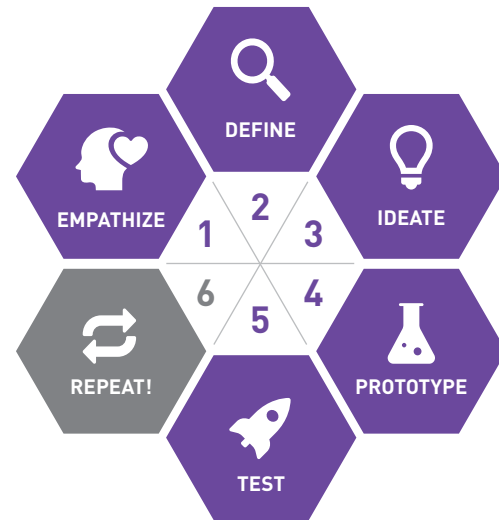 DEFINE
EMPATHIZE
IDEATE
1
2
3
6
5
4
REPEAT!
PROTOTYPE
TEST